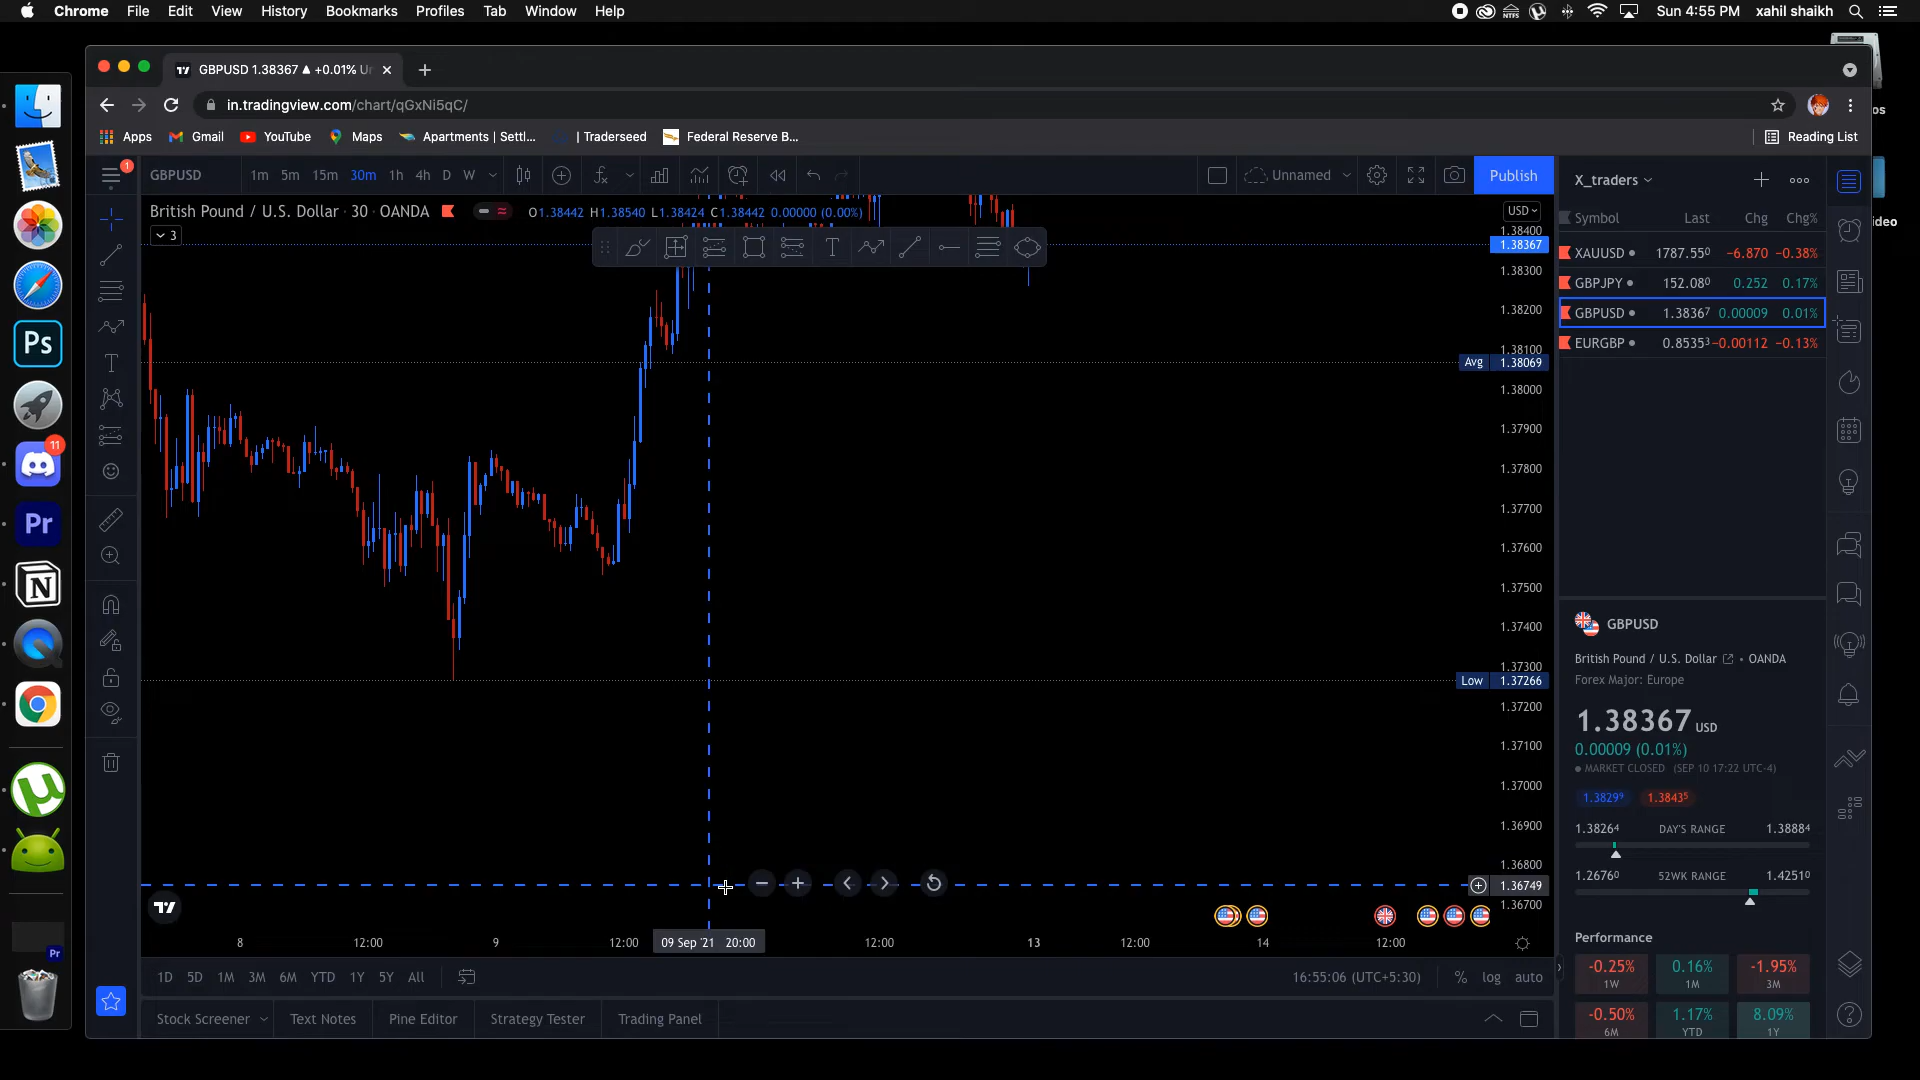 Chrome File Edit View History Bookmarks Profiles Tab Window Help
NTFS
Sun 4:55 PM xahil shaikh
GBPUSD 1.38367 ▲ +0.01% Ur
in.tradingview.com/chart/qGxNi5qC/
Apps Gmail YouTube Maps Apartments | Settl... | Traderseed Federal Reserve B... Reading List
1
GBPUSD 1m 5m 15m 30m 1h 4h D W
Unnamed
Publish
British Pound / U.S. Dollar · 30 · OANDA
O1.38442 H1.38540 L1.38424 C1.38442 0.00000 (0.00%)
3
USD
1.38400
1.38367
1.38300
1.38200
1.38100
Avg 1.38069
1.38000
1.37900
1.37800
1.37700
1.37600
1.37500
1.37400
1.37300
Low 1.37266
1.37200
1.37100
1.37000
1.36900
1.36800
1.36749
1.36700
8 12:00 9 12:00 09 Sep '21 20:00 12:00 13 12:00 14 12:00
1D 5D 1M 3M 6M YTD 1Y 5Y All
16:55:06 (UTC+5:30) % log auto
Stock Screener Text Notes Pine Editor Strategy Tester Trading Panel
X_traders
Symbol Last Chg Chg%
XAUUSD 1787.550 -6.870 -0.38%
GBPJPY 152.080 0.252 0.17%
GBPUSD 1.38367 0.00009 0.01%
EURGBP 0.85353 -0.00112 -0.13%
GBPUSD
British Pound / U.S. Dollar • OANDA
Forex Major: Europe
1.38367 USD
0.00009 (0.01%)
MARKET CLOSED (SEP 10 17:22 UTC-4)
1.38299 1.38435
1.38264 DAY'S RANGE 1.38884
1.26760 52WK RANGE 1.42510
Performance
-0.25% 0.16% -1.95%
1W 1M 3M
-0.50% 1.17% 8.09%
6M YTD 1Y
Ps
11
Pr
N
Pr